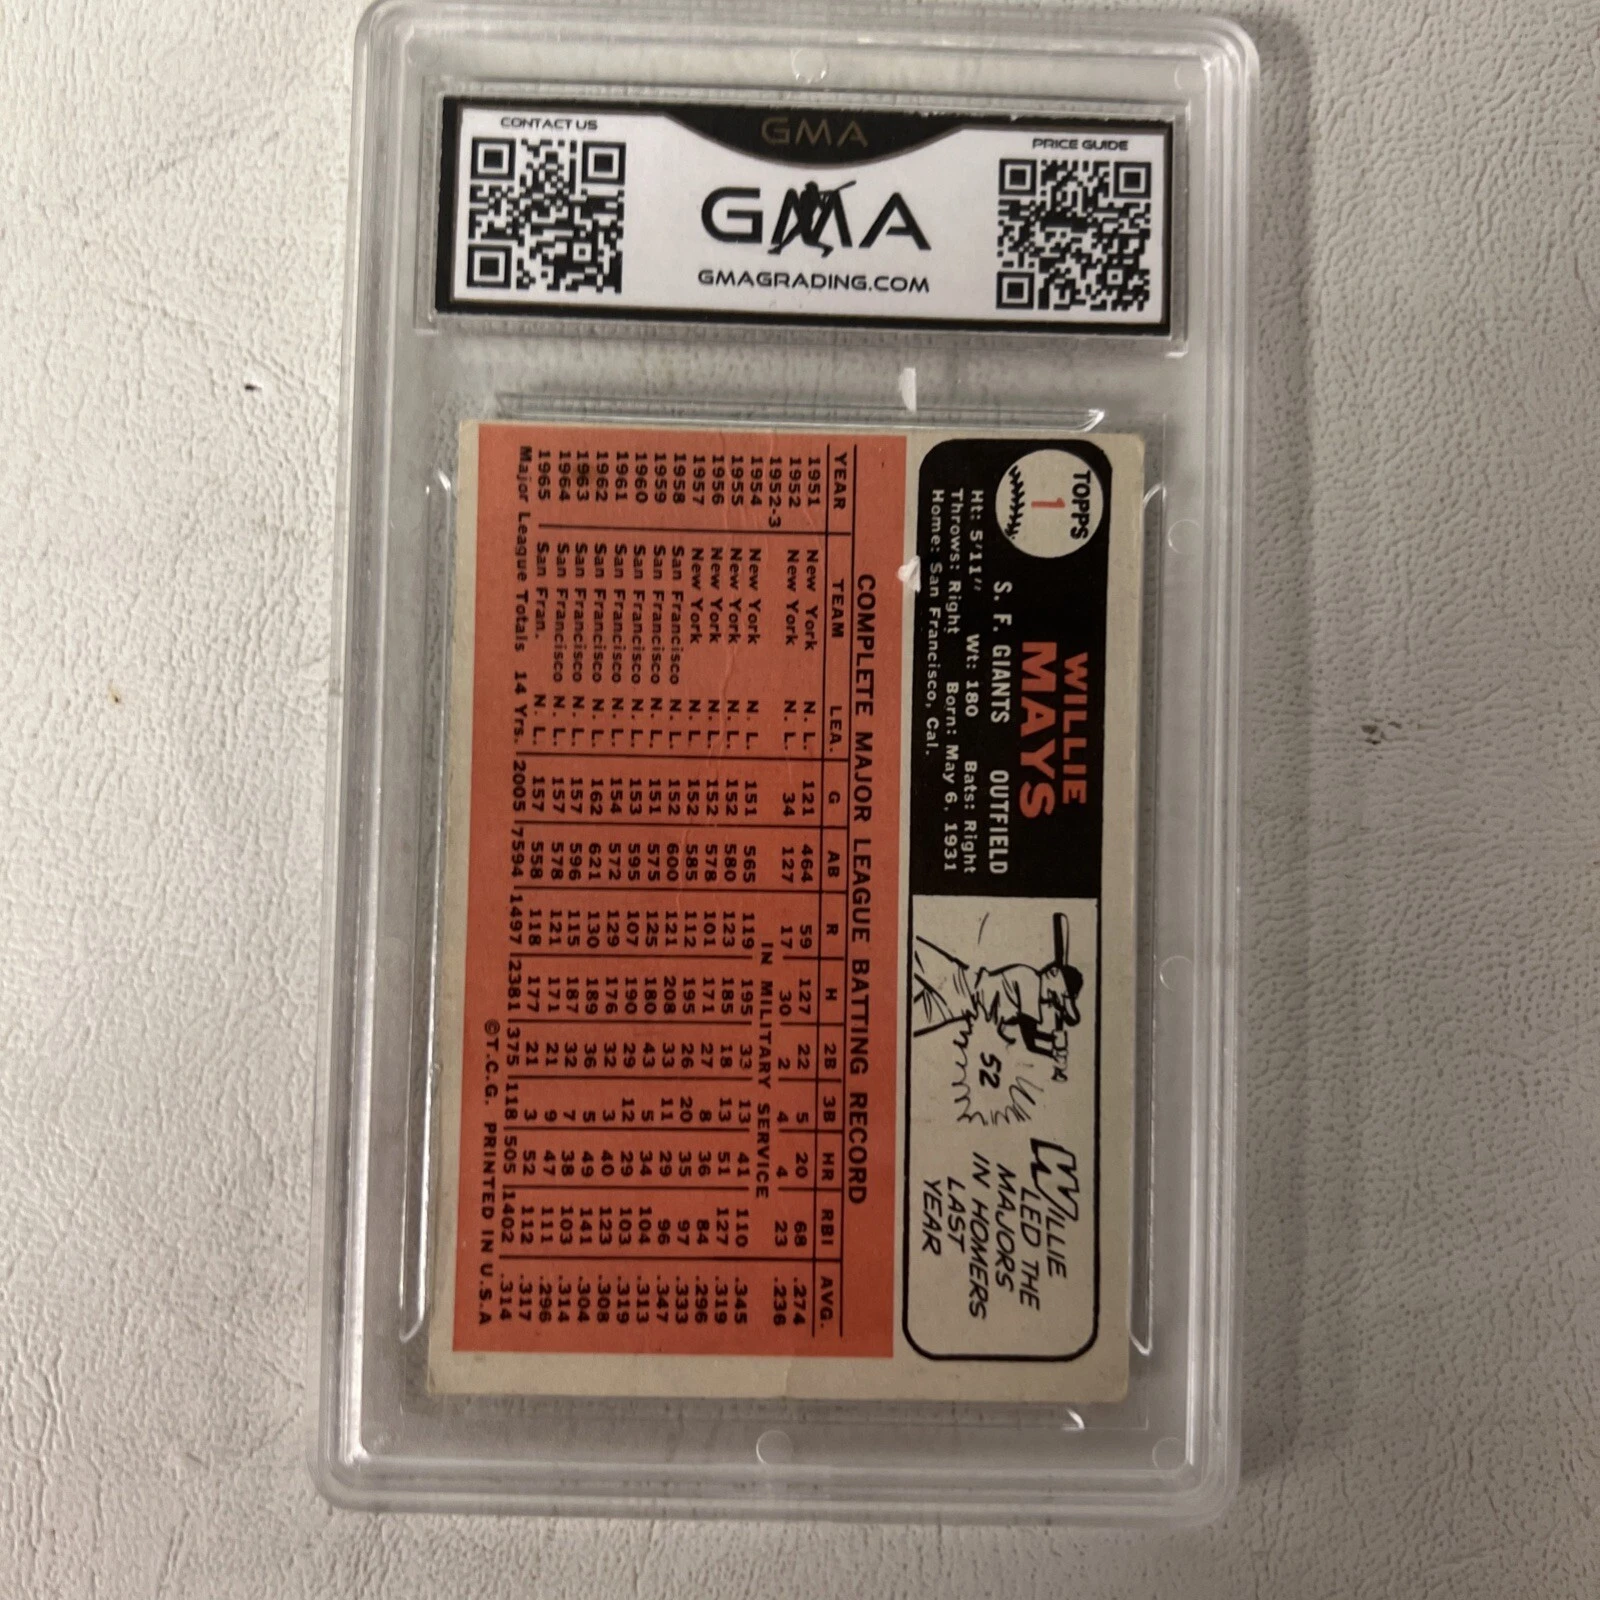 CONTACT US
GMA
PRICE GUIDE
GMA
GMAGRADING.COM
TOPPS
1
WILLIE
MAYS
S. F. GIANTS OUTFIELD
Ht: 5'11" Wt: 180 Bats: Right
Throws: Right Born: May 6, 1931
Home: San Francisco, Cal.
52
WILLIE
LED THE
MAJORS
IN HOMERS
LAST
YEAR
COMPLETE MAJOR LEAGUE BATTING RECORD
YEAR TEAM LEA. G AB R H 2B 3B HR RBI AVG.
1951 New York N. L. 121 464 59 127 22 5 20 68 .274
1952 New York N. L. 34 127 17 30 2 4 4 23 .236
1952-3 IN MILITARY SERVICE
1954 New York N. L. 151 565 119 195 33 13 41 110 .345
1955 New York N. L. 152 580 123 185 18 13 51 127 .319
1956 New York N. L. 152 578 101 171 27 8 36 84 .296
1957 New York N. L. 152 585 112 195 26 20 35 97 .333
1958 San Francisco N. L. 152 600 121 208 33 11 29 96 .347
1959 San Francisco N. L. 151 575 125 180 43 5 34 104 .313
1960 San Francisco N. L. 153 595 107 190 29 12 29 103 .319
1961 San Francisco N. L. 154 572 129 176 32 3 40 123 .308
1962 San Francisco N. L. 162 621 130 189 36 5 49 141 .304
1963 San Francisco N. L. 157 596 115 187 32 7 38 103 .314
1964 San Francisco N. L. 157 578 121 171 21 9 47 111 .296
1965 San Fran. N. L. 157 558 118 177 21 3 52 112 .317
Major League Totals 14 Yrs. 2005 7594 1497 2381 375 118 505 1402 .314
©T.C.G. PRINTED IN U.S.A